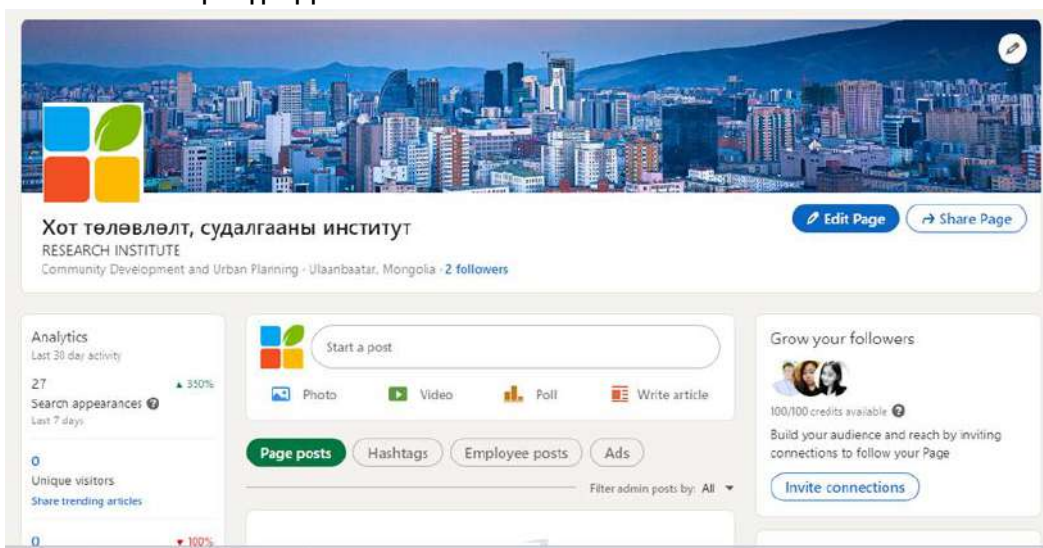 Хот төлөвлөлт, судалгааны институт
RESEARCH INSTITUTE
Community Development and Urban Planning · Ulaanbaatar, Mongolia · 2 followers
Edit Page
Share Page
Analytics
Last 30 day activity
27
350%
Search appearances
Last 7 days
0
Unique visitors
Share trending articles
0
100%
Start a post
Photo
Video
Poll
Write article
Page posts
Hashtags
Employee posts
Ads
Filter admin posts by: All
Grow your followers
100/100 credits available
Build your audience and reach by inviting
connections to follow your Page
Invite connections